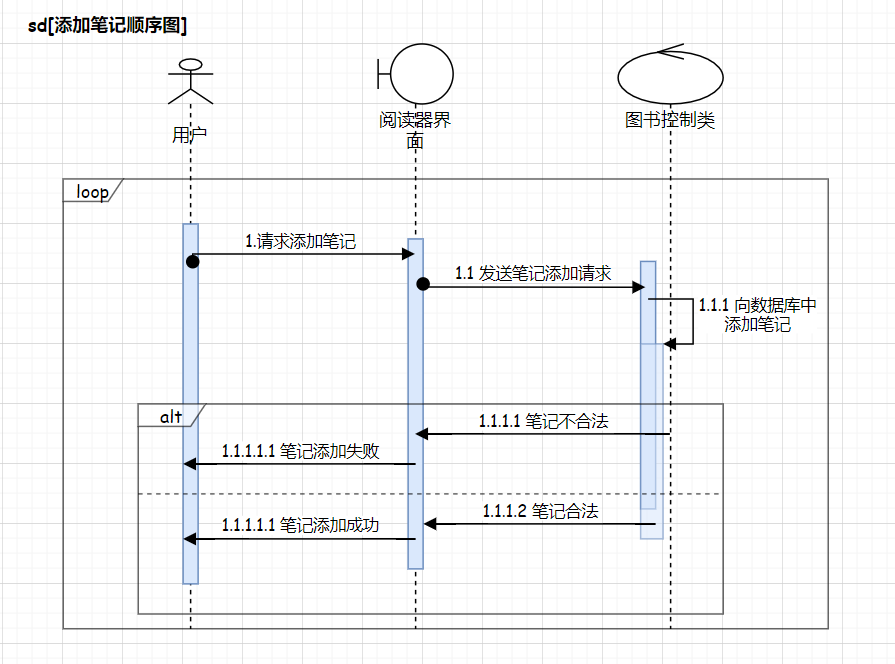 sd[添加笔记顺序图]
用户
阅读器界
面
图书控制类
loop
1.请求添加笔记
1.1 发送笔记添加请求
1.1.1 向数据库中
添加笔记
alt
1.1.1.1 笔记不合法
1.1.1.1.1 笔记添加失败
1.1.1.2 笔记合法
1.1.1.1.1 笔记添加成功